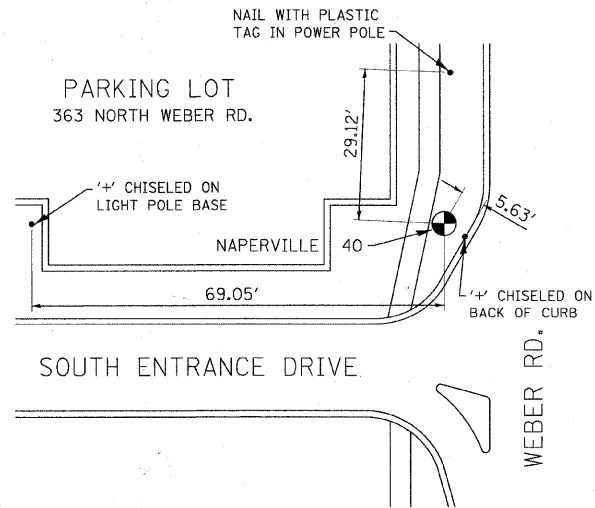 NAIL WITH PLASTIC
TAG IN POWER POLE
PARKING LOT
363 NORTH WEBER RD.
29.12'
'+' CHISELED ON
LIGHT POLE BASE
5.63'
NAPERVILLE 40
69.05'
'+' CHISELED ON
BACK OF CURB
SOUTH ENTRANCE DRIVE
WEBER RD.